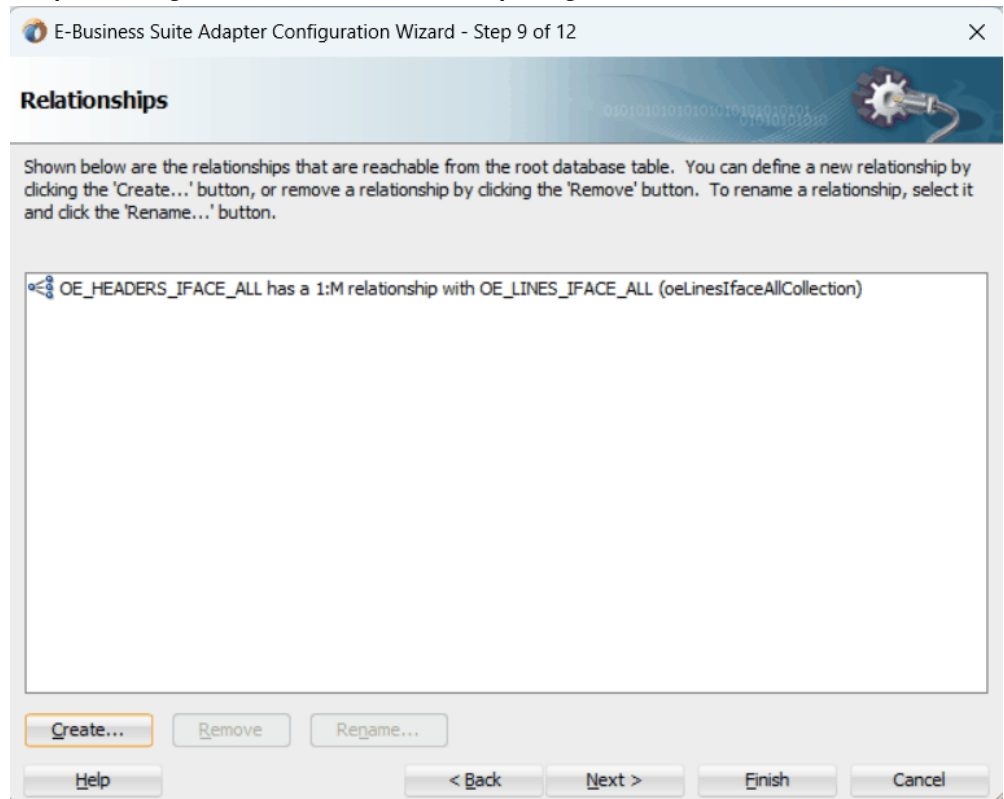 E-Business Suite Adapter Configuration Wizard - Step 9 of 12
Relationships
Shown below are the relationships that are reachable from the root database table. You can define a new relationship by
clicking the 'Create...' button, or remove a relationship by clicking the 'Remove' button. To rename a relationship, select it
and click the 'Rename...' button.
OE_HEADERS_IFACE_ALL has a 1:M relationship with OE_LINES_IFACE_ALL (oeLinesIfaceAllCollection)
Create... Remove Rename...
Help < Back Next > Finish Cancel